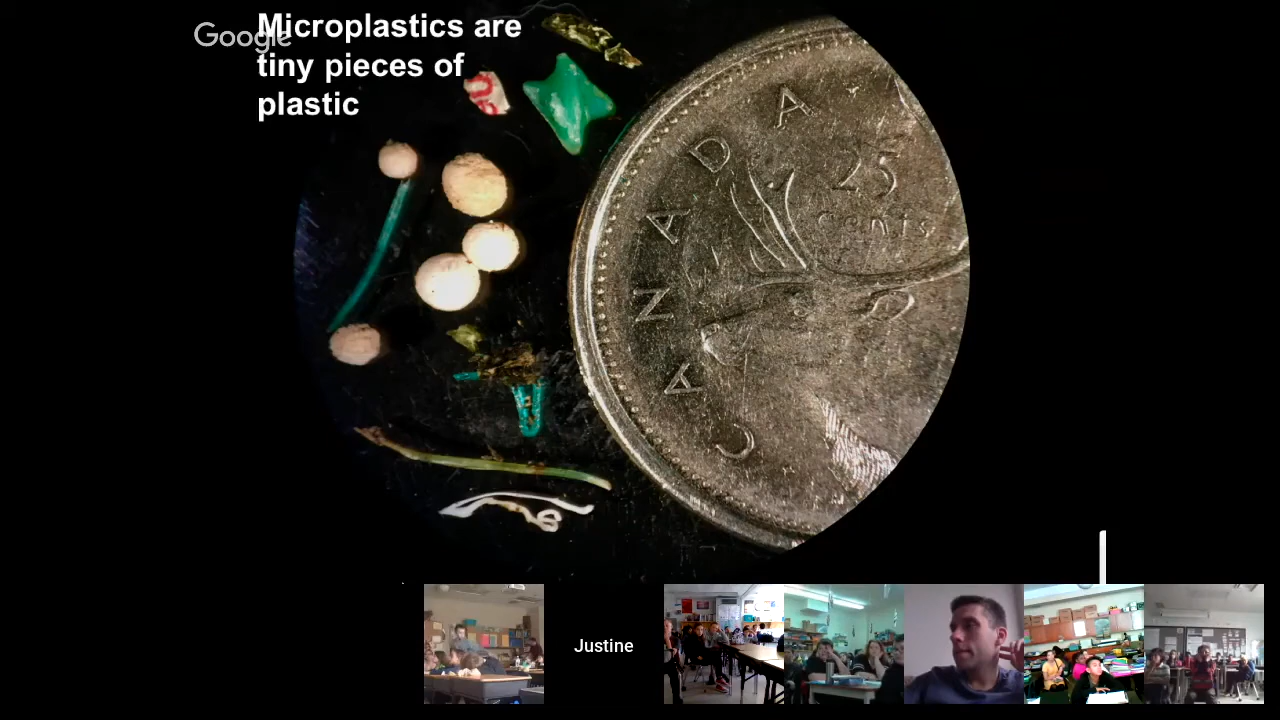 Google
Microplastics are
tiny pieces of
plastic
CANADA
25
cents
Justine